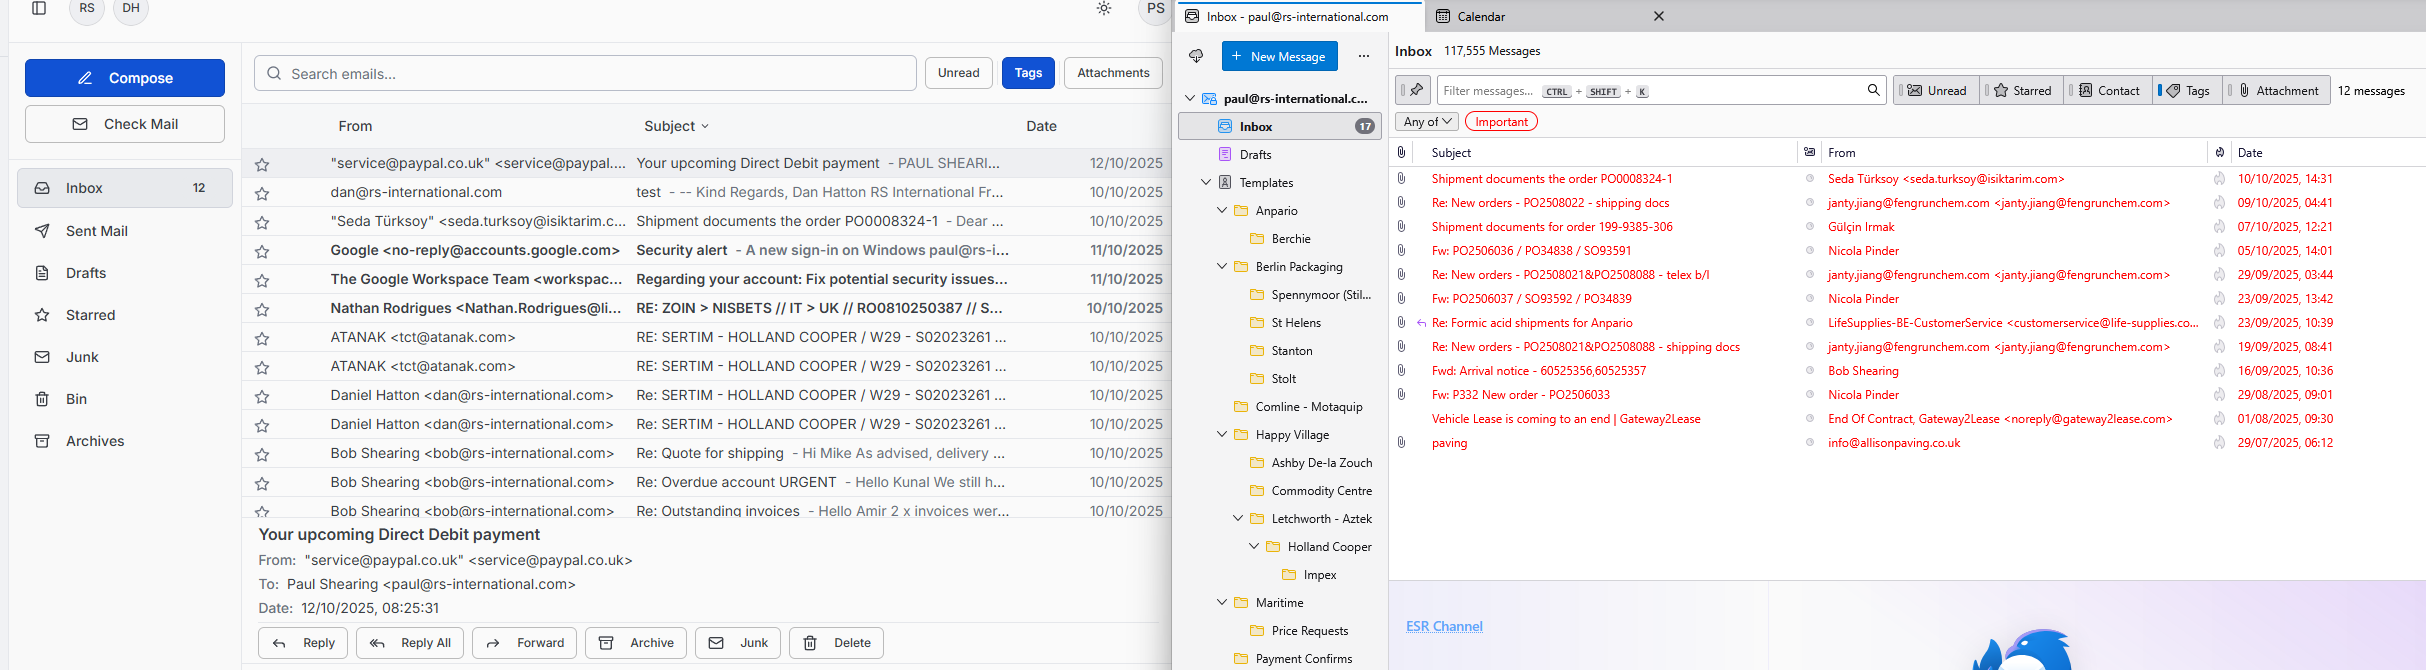 RS DH PS
Compose
Check Mail
Inbox 12
Sent Mail
Drafts
Starred
Junk
Bin
Archives
Search emails...
Unread Tags Attachments
From Subject Date
"service@paypal.co.uk" <service@paypal.... Your upcoming Direct Debit payment - PAUL SHEARI... 12/10/2025
dan@rs-international.com test - -- Kind Regards, Dan Hatton RS International Fr... 10/10/2025
"Seda Türksoy" <seda.turksoy@isiktarim.c... Shipment documents the order PO0008324-1 - Dear ... 10/10/2025
Google <no-reply@accounts.google.com> Security alert - A new sign-in on Windows paul@rs-i... 11/10/2025
The Google Workspace Team <workspac... Regarding your account: Fix potential security issues... 11/10/2025
Nathan Rodrigues <Nathan.Rodrigues@li... RE: ZOIN > NISBETS // IT > UK // RO0810250387 // S... 10/10/2025
ATANAK <tct@atanak.com> RE: SERTIM - HOLLAND COOPER / W29 - S02023261 ... 10/10/2025
ATANAK <tct@atanak.com> RE: SERTIM - HOLLAND COOPER / W29 - S02023261 ... 10/10/2025
Daniel Hatton <dan@rs-international.com> Re: SERTIM - HOLLAND COOPER / W29 - S02023261 ... 10/10/2025
Daniel Hatton <dan@rs-international.com> Re: SERTIM - HOLLAND COOPER / W29 - S02023261 ... 10/10/2025
Bob Shearing <bob@rs-international.com> Re: Quote for shipping - Hi Mike As advised, delivery ... 10/10/2025
Bob Shearing <bob@rs-international.com> Re: Overdue account URGENT - Hello Kunal We still h... 10/10/2025
Bob Shearing <bob@rs-international.com> Re: Outstanding invoices - Hello Amir 2 x invoices wer... 10/10/2025
Your upcoming Direct Debit payment
From: "service@paypal.co.uk" <service@paypal.co.uk>
To: Paul Shearing <paul@rs-international.com>
Date: 12/10/2025, 08:25:31
Reply Reply All Forward Archive Junk Delete
Inbox - paul@rs-international.com Calendar
New Message
paul@rs-international.c...
Inbox 17
Drafts
Templates
Anpario
Berchie
Berlin Packaging
Spennymoor (Stil...
St Helens
Stanton
Stolt
Comline - Motaquip
Happy Village
Ashby De-la Zouch
Commodity Centre
Letchworth - Aztek
Holland Cooper
Impex
Maritime
Price Requests
Payment Confirms
Inbox 117,555 Messages
Filter messages... CTRL + SHIFT + K Unread Starred Contact Tags Attachment 12 messages
Any of Important
Subject From Date
Shipment documents the order PO0008324-1 Seda Türksoy <seda.turksoy@isiktarim.com> 10/10/2025, 14:31
Re: New orders - PO2508022 - shipping docs janty.jiang@fengrunchem.com <janty.jiang@fengrunchem.com> 09/10/2025, 04:41
Shipment documents for order 199-9385-306 Gülçin Irmak 07/10/2025, 12:21
Fw: PO2506036 / PO34838 / SO93591 Nicola Pinder 05/10/2025, 14:01
Re: New orders - PO2508021&PO2508088 - telex b/l janty.jiang@fengrunchem.com <janty.jiang@fengrunchem.com> 29/09/2025, 03:44
Fw: PO2506037 / SO93592 / PO34839 Nicola Pinder 23/09/2025, 13:42
Re: Formic acid shipments for Anpario LifeSupplies-BE-CustomerService <customerservice@life-supplies.co... 23/09/2025, 10:39
Re: New orders - PO2508021&PO2508088 - shipping docs janty.jiang@fengrunchem.com <janty.jiang@fengrunchem.com> 19/09/2025, 08:41
Fwd: Arrival notice - 60525356,60525357 Bob Shearing 16/09/2025, 10:36
Fw: P332 New order - PO2506033 Nicola Pinder 29/08/2025, 09:01
Vehicle Lease is coming to an end | Gateway2Lease End Of Contract, Gateway2Lease <noreply@gateway2lease.com> 01/08/2025, 09:30
paving info@allisonpaving.co.uk 29/07/2025, 06:12
ESR Channel